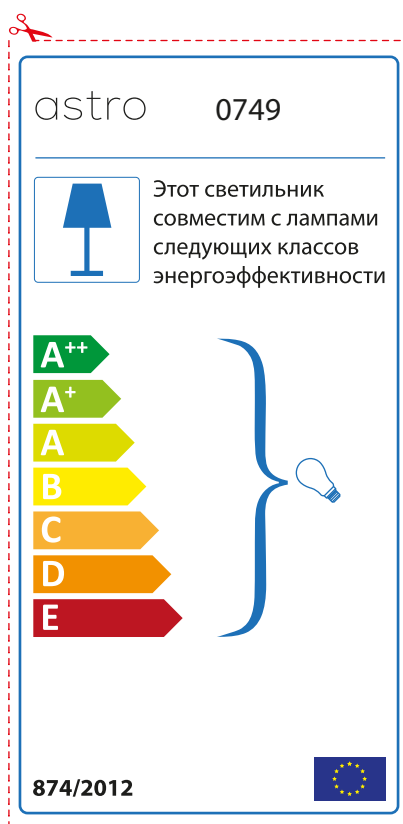 astro 0749
Этот светильник
совместим с лампами
следующих классов
энергоэффективности
A++
A+
A
B
C
D
E
874/2012